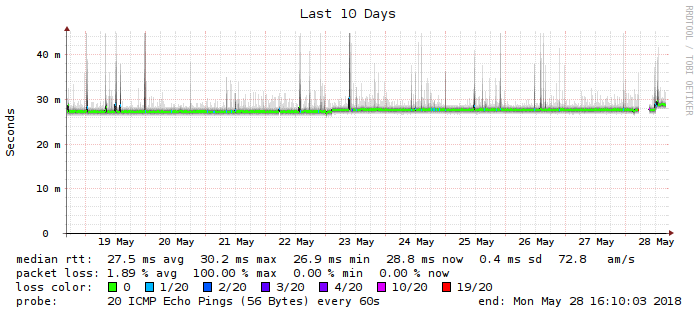 Last 10 Days
RRDTOOL / TOBI OETIKER
Seconds
40 m
30 m
20 m
10 m
0
19 May 20 May 21 May 22 May 23 May 24 May 25 May 26 May 27 May 28 May
median rtt: 27.5 ms avg 30.2 ms max 26.9 ms min 28.8 ms now 0.4 ms sd 72.8 am/s
packet loss: 1.89 % avg 100.00 % max 0.00 % min 0.00 % now
loss color: 0 1/20 2/20 3/20 4/20 10/20 19/20
probe: 20 ICMP Echo Pings (56 Bytes) every 60s end: Mon May 28 16:10:03 2018